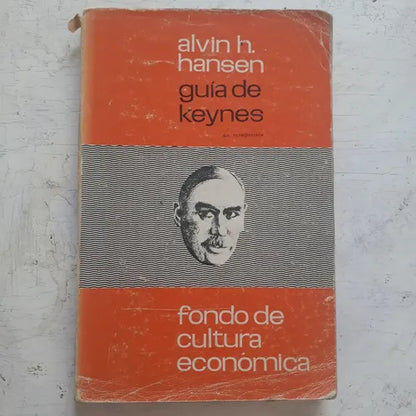 alvin h.
hansen
guía de
keynes
fondo de
cultura
económica